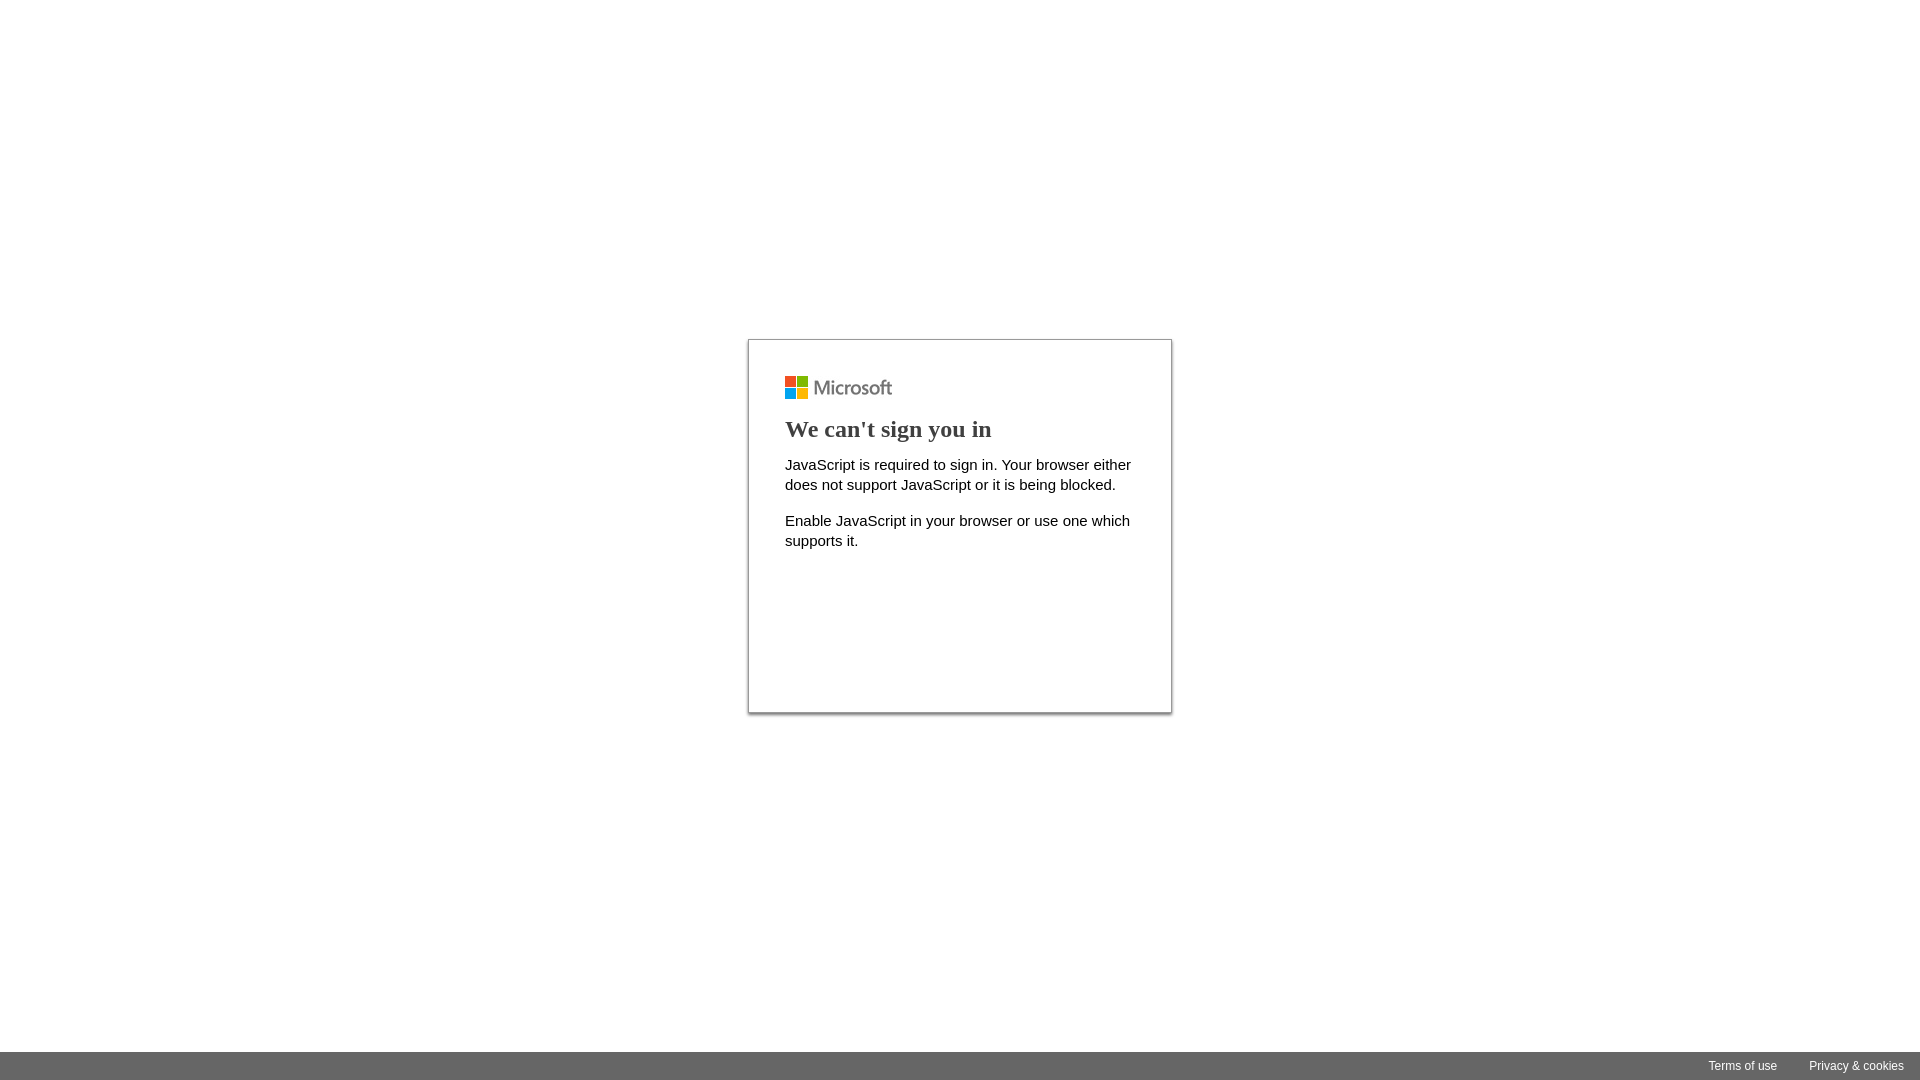 Microsoft
We can't sign you in
JavaScript is required to sign in. Your browser either
does not support JavaScript or it is being blocked.
Enable JavaScript in your browser or use one which
supports it.
Terms of use
Privacy & cookies